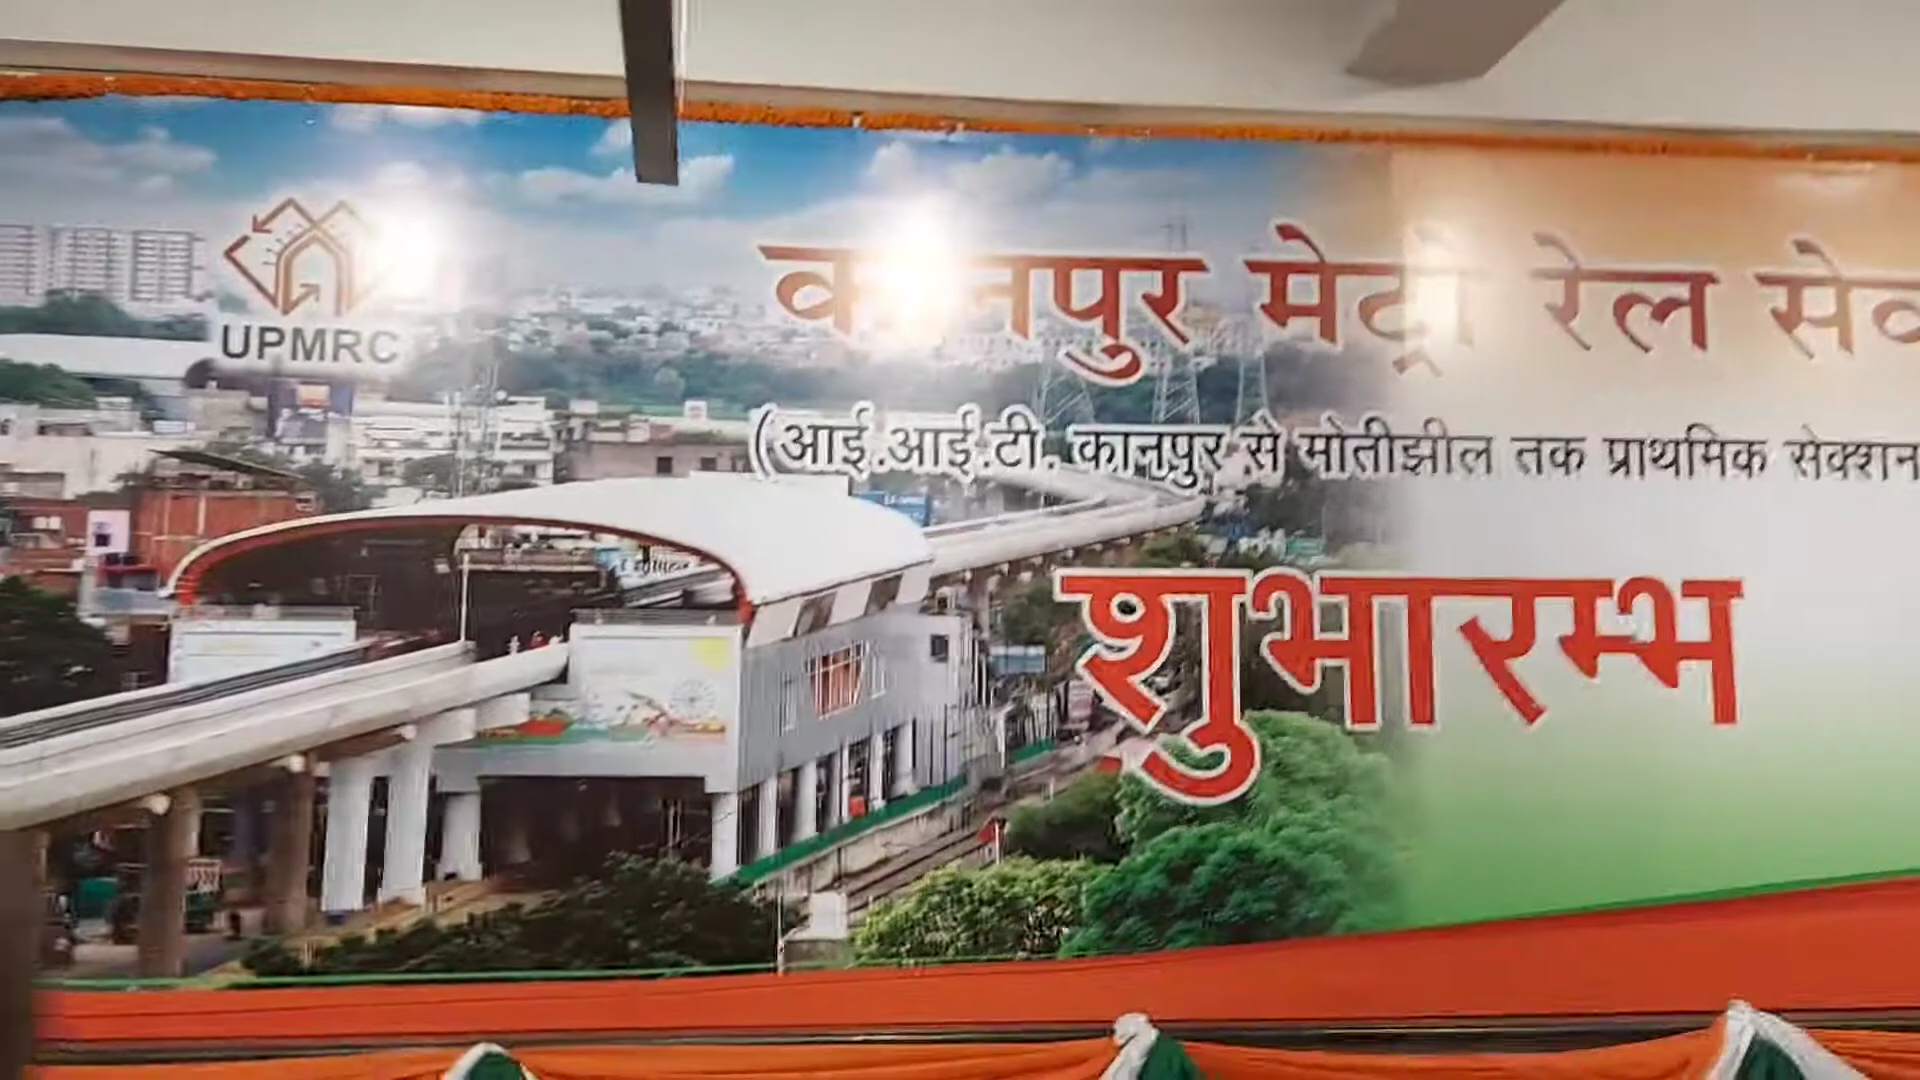 UPMRC
कानपुर मेट्रो रेल
(आई.आई.टी. कानपुर से मोतीझील तक प्राथमिक सेक्शन
शुभारम्भ